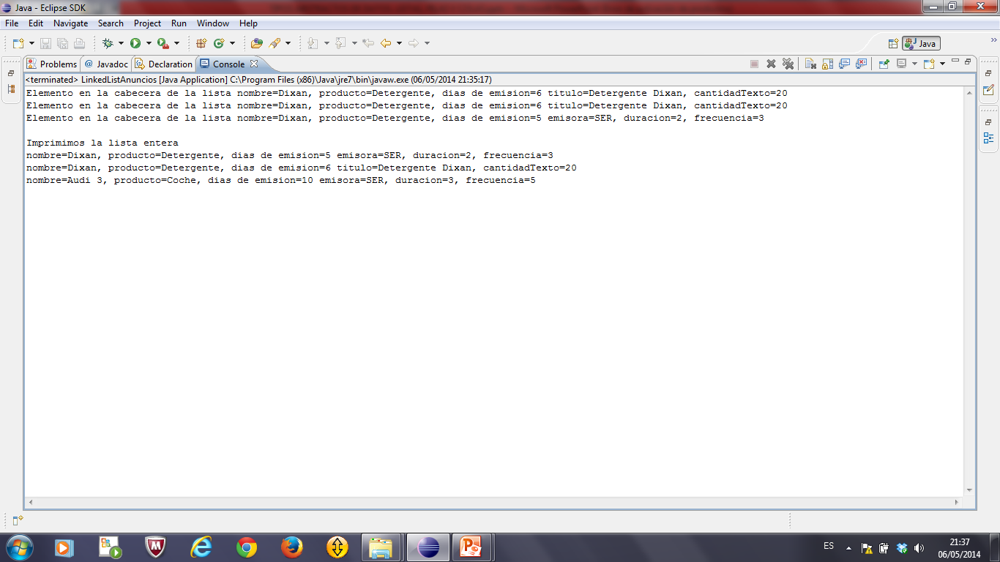 Java - Eclipse SDK
File Edit Navigate Search Project Run Window Help
Java
Problems @ Javadoc Declaration Console
<terminated> LinkedListAnuncios [Java Application] C:\Program Files (x86)\Java\jre7\bin\javaw.exe (06/05/2014 21:35:17)
Elemento en la cabecera de la lista nombre=Dixan, producto=Detergente, dias de emision=6 titulo=Detergente Dixan, cantidadTexto=20
Elemento en la cabecera de la lista nombre=Dixan, producto=Detergente, dias de emision=6 titulo=Detergente Dixan, cantidadTexto=20
Elemento en la cabecera de la lista nombre=Dixan, producto=Detergente, dias de emision=5 emisora=SER, duracion=2, frecuencia=3
Imprimimos la lista entera
nombre=Dixan, producto=Detergente, dias de emision=5 emisora=SER, duracion=2, frecuencia=3
nombre=Dixan, producto=Detergente, dias de emision=6 titulo=Detergente Dixan, cantidadTexto=20
nombre=Audi 3, producto=Coche, dias de emision=10 emisora=SER, duracion=3, frecuencia=5
ES
21:37
06/05/2014